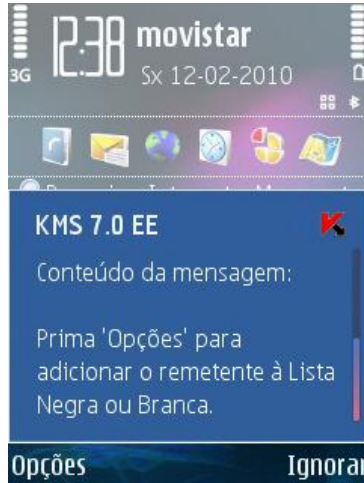 12:38 movistar
3G
Sx 12-02-2010
KMS 7.0 EE
Conteúdo da mensagem:
Prima 'Opções' para
adicionar o remetente à Lista
Negra ou Branca.
Opções Ignorar